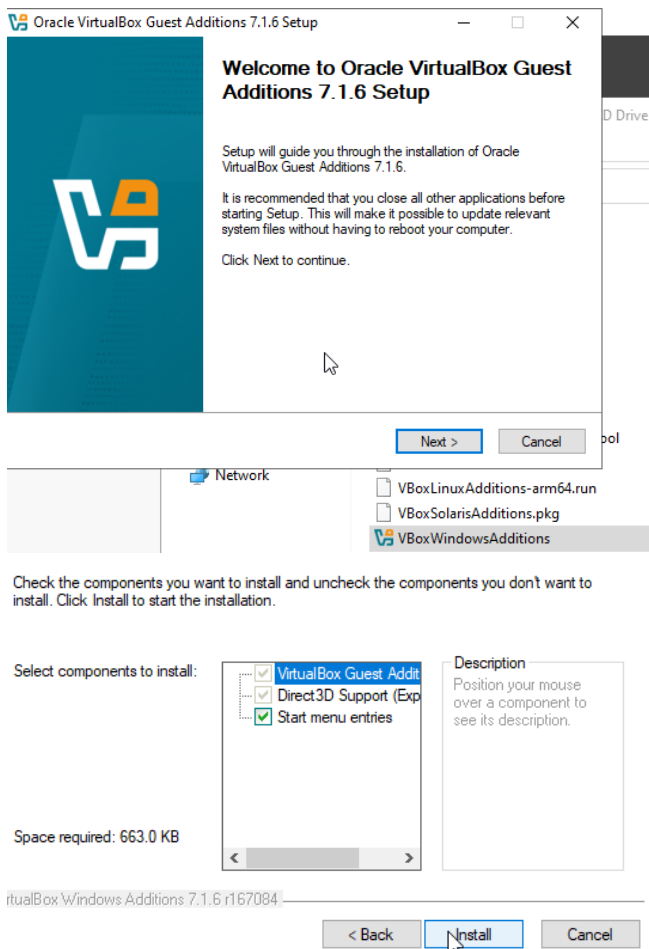 Oracle VirtualBox Guest Additions 7.1.6 Setup
Welcome to Oracle VirtualBox Guest
Additions 7.1.6 Setup
D Drive
Setup will guide you through the installation of Oracle
VirtualBox Guest Additions 7.1.6.
It is recommended that you close all other applications before
starting Setup. This will make it possible to update relevant
system files without having to reboot your computer.
Click Next to continue.
Next >
Cancel
ool
Network
VBoxLinuxAdditions-arm64.run
VBoxSolarisAdditions.pkg
VBoxWindowsAdditions
Check the components you want to install and uncheck the components you don't want to
install. Click Install to start the installation.
Select components to install:
VirtualBox Guest Addit
Direct3D Support (Exp
Start menu entries
Description
Position your mouse
over a component to
see its description.
Space required: 663.0 KB
rtualBox Windows Additions 7.1.6 r167084
< Back
Install
Cancel